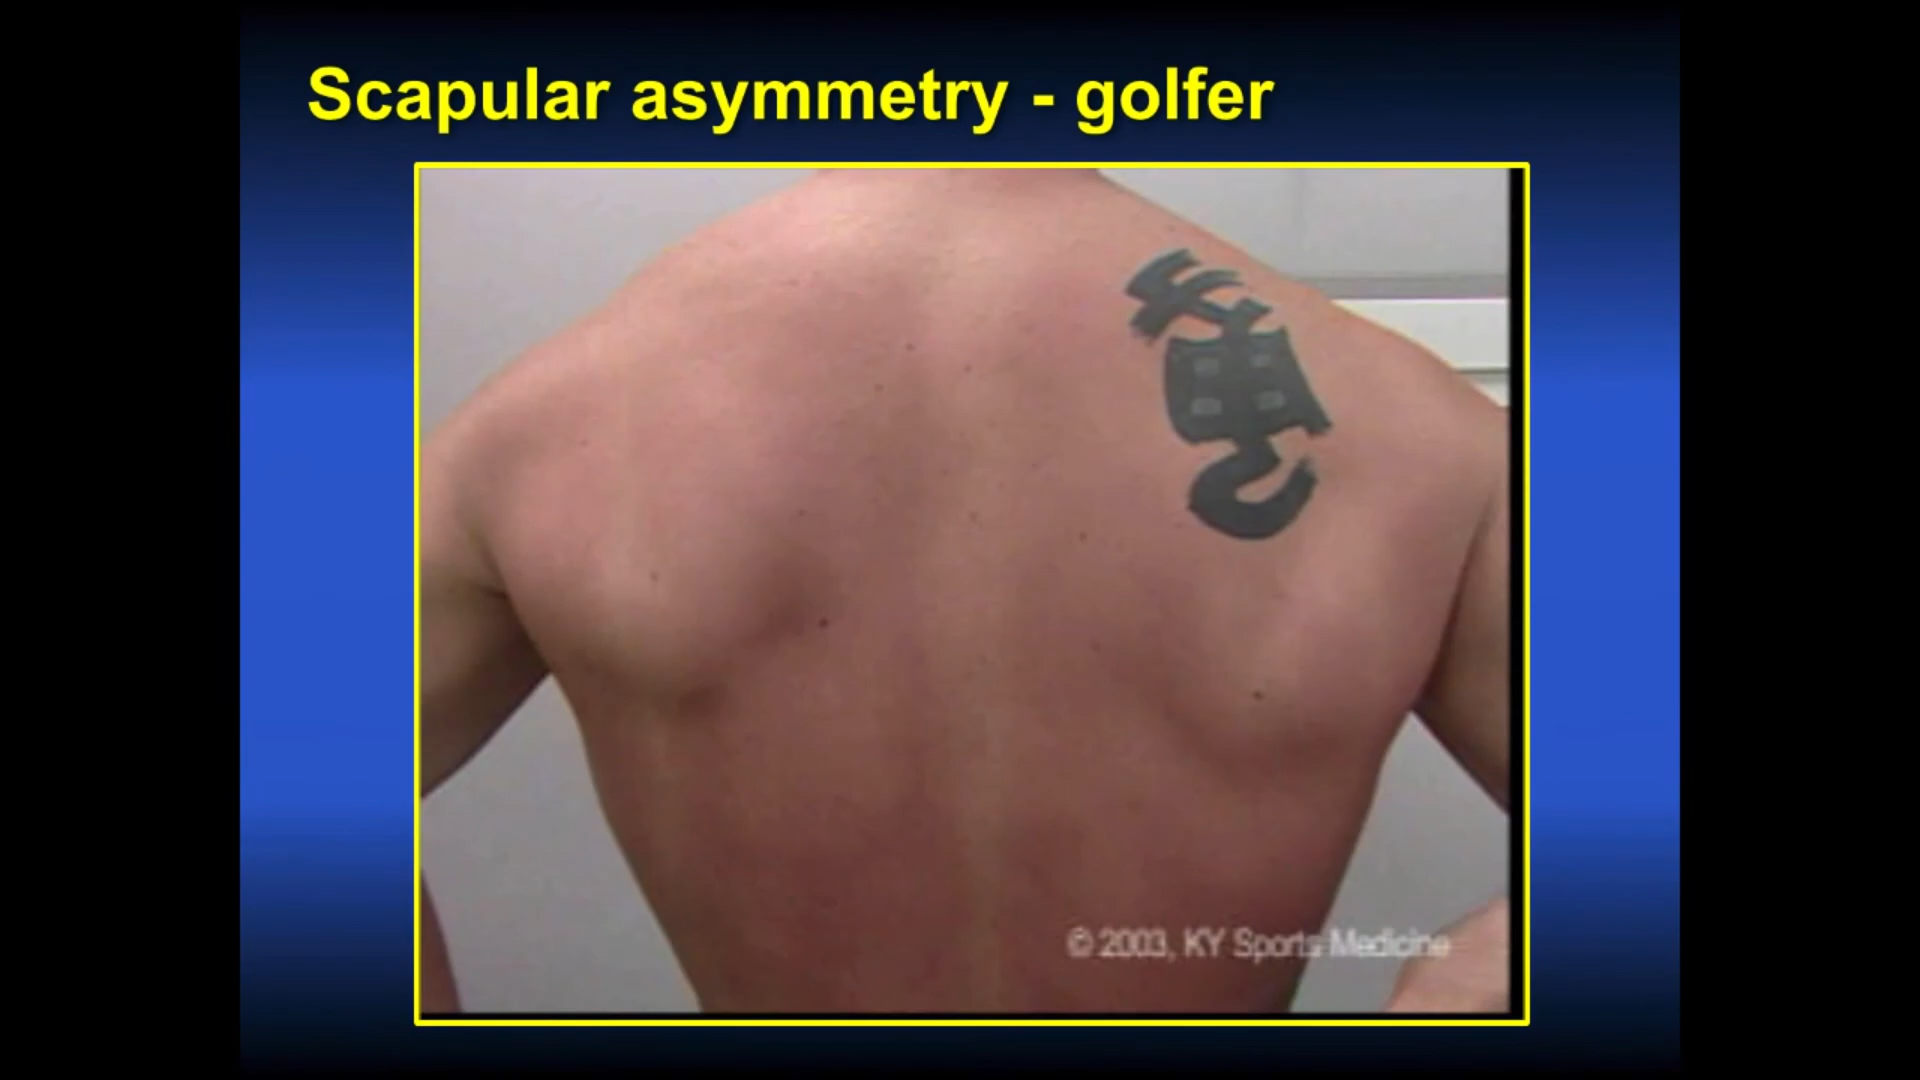 Scapular asymmetry - golfer
© 2003, KY Sports Medicine